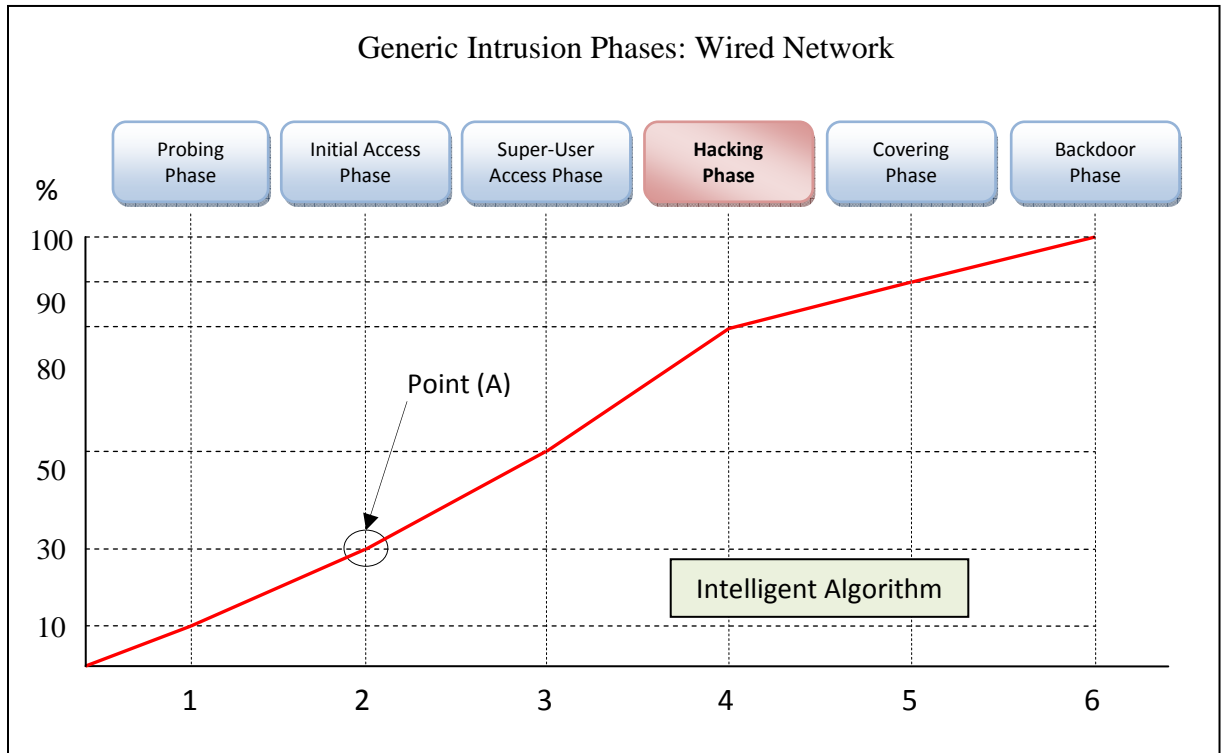 Generic Intrusion Phases: Wired Network
Probing
Phase
Initial Access
Phase
Super-User
Access Phase
Hacking
Phase
Covering
Phase
Backdoor
Phase
%
100
90
80
Point (A)
50
30
Intelligent Algorithm
10
1 2 3 4 5 6